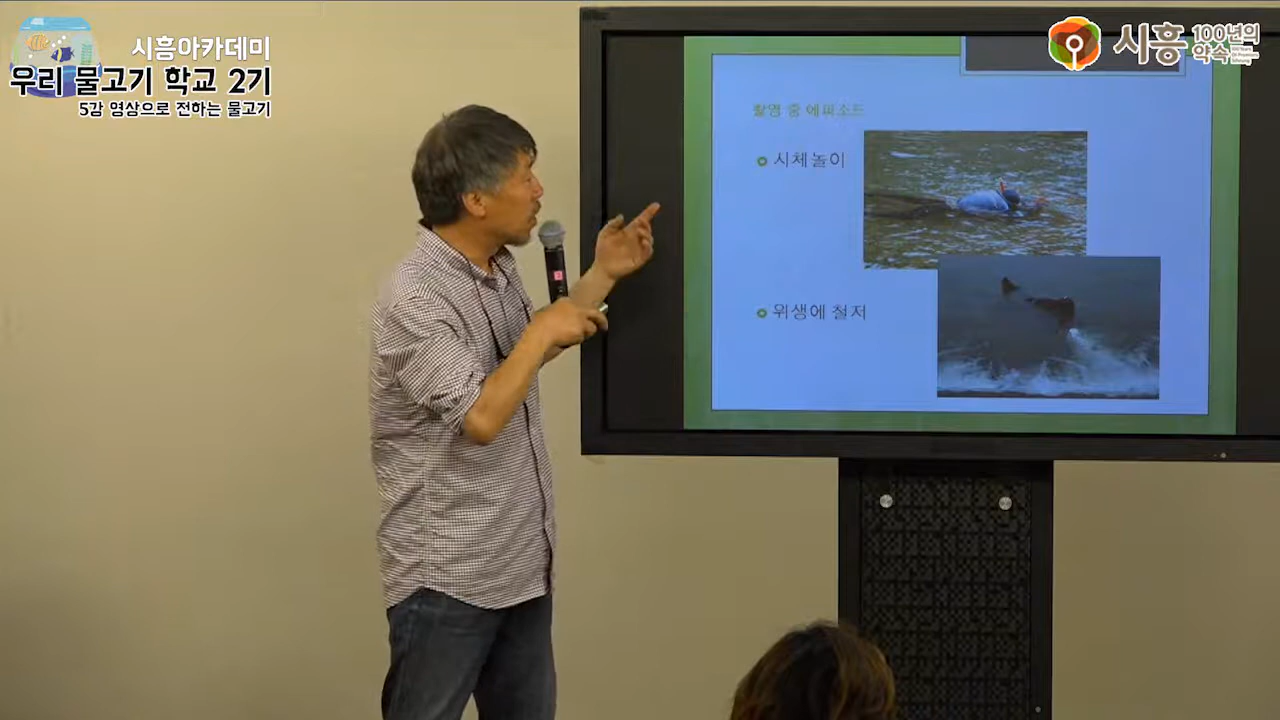 시흥아카데미
우리 물고기 학교 2기
5강 영상으로 전하는 물고기
시흥
100년의
약속
촬영 중 에피소드
시체놀이
위생에 철저